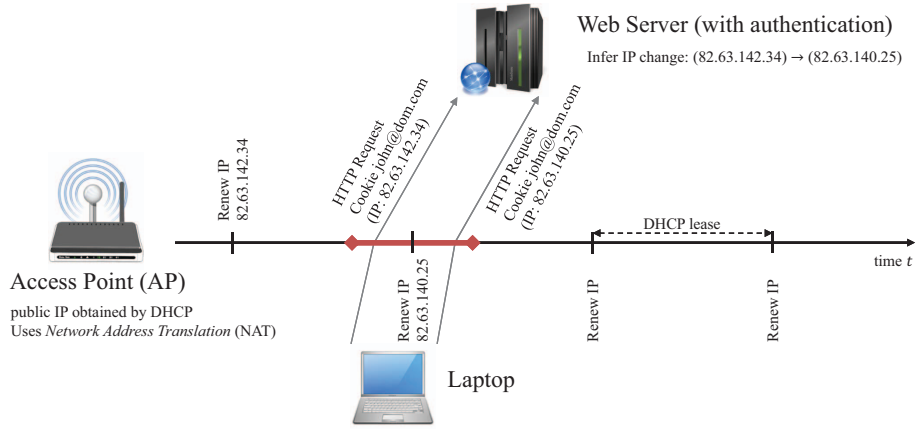 Web Server (with authentication)
Infer IP change: (82.63.142.34) → (82.63.140.25)
HTTP Request
Cookie john@dom.com
(IP: 82.63.142.34)
HTTP Request
Cookie john@dom.com
(IP: 82.63.140.25)
Renew IP
82.63.142.34
DHCP lease
time t
Access Point (AP)
public IP obtained by DHCP
Uses Network Address Translation (NAT)
Renew IP
82.63.140.25
Renew IP
Renew IP
Laptop